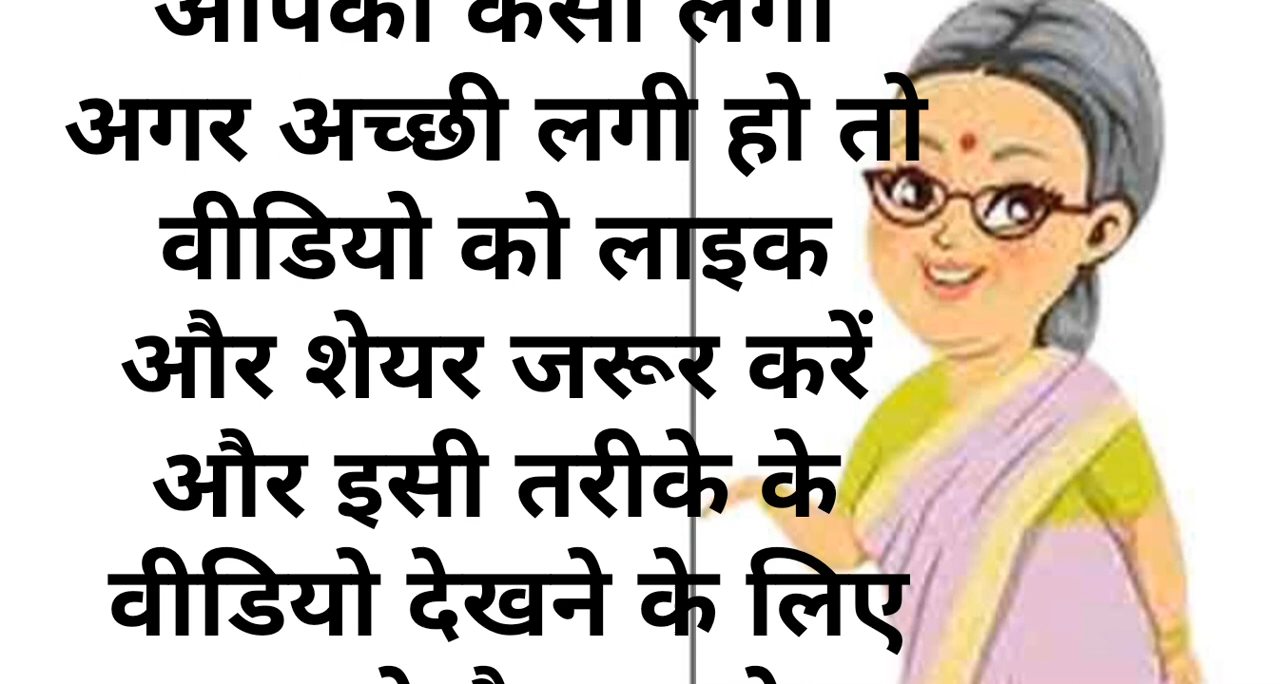 अगर अच्छी लगी हो तो
वीडियो को लाइक
और शेयर जरूर करें
और इसी तरीके के
वीडियो देखने के लिए